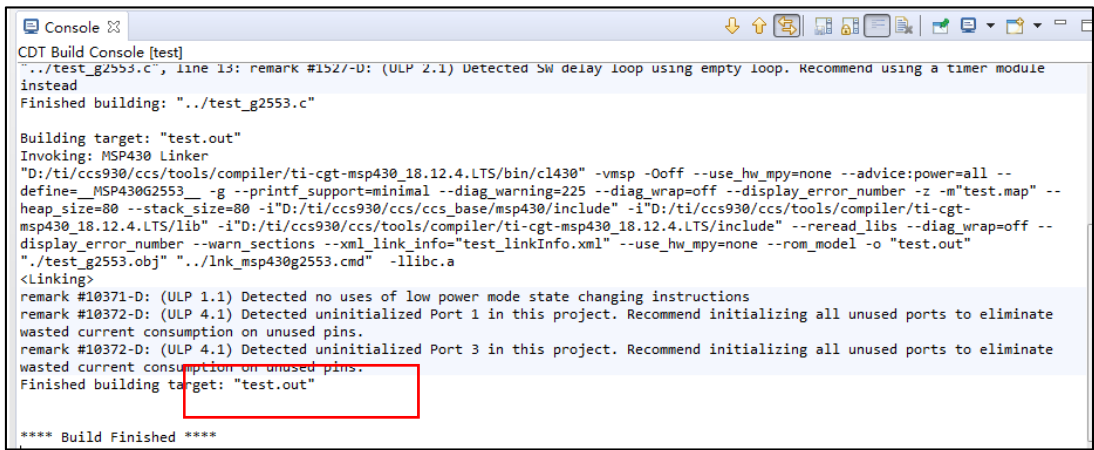 Console
CDT Build Console [test]
"../test_g2553.c", line 13: remark #1527-D: (ULP 2.1) Detected SW delay loop using empty loop. Recommend using a timer module
instead
Finished building: "../test_g2553.c"
Building target: "test.out"
Invoking: MSP430 Linker
"D:/ti/ccs930/ccs/tools/compiler/ti-cgt-msp430_18.12.4.LTS/bin/cl430" -vmsp -Ooff --use_hw_mpy=none --advice:power=all --
define=__MSP430G2553__ -g --printf_support=minimal --diag_warning=225 --diag_wrap=off --display_error_number -z -m"test.map" --
heap_size=80 --stack_size=80 -i"D:/ti/ccs930/ccs/ccs_base/msp430/include" -i"D:/ti/ccs930/ccs/tools/compiler/ti-cgt-
msp430_18.12.4.LTS/lib" -i"D:/ti/ccs930/ccs/tools/compiler/ti-cgt-msp430_18.12.4.LTS/include" --reread_libs --diag_wrap=off --
display_error_number --warn_sections --xml_link_info="test_linkInfo.xml" --use_hw_mpy=none --rom_model -o "test.out"
"./test_g2553.obj" "../lnk_msp430g2553.cmd"  -llibc.a
<Linking>
remark #10371-D: (ULP 1.1) Detected no uses of low power mode state changing instructions
remark #10372-D: (ULP 4.1) Detected uninitialized Port 1 in this project. Recommend initializing all unused ports to eliminate
wasted current consumption on unused pins.
remark #10372-D: (ULP 4.1) Detected uninitialized Port 3 in this project. Recommend initializing all unused ports to eliminate
wasted current consumption on unused pins.
Finished building target: "test.out"
**** Build Finished ****